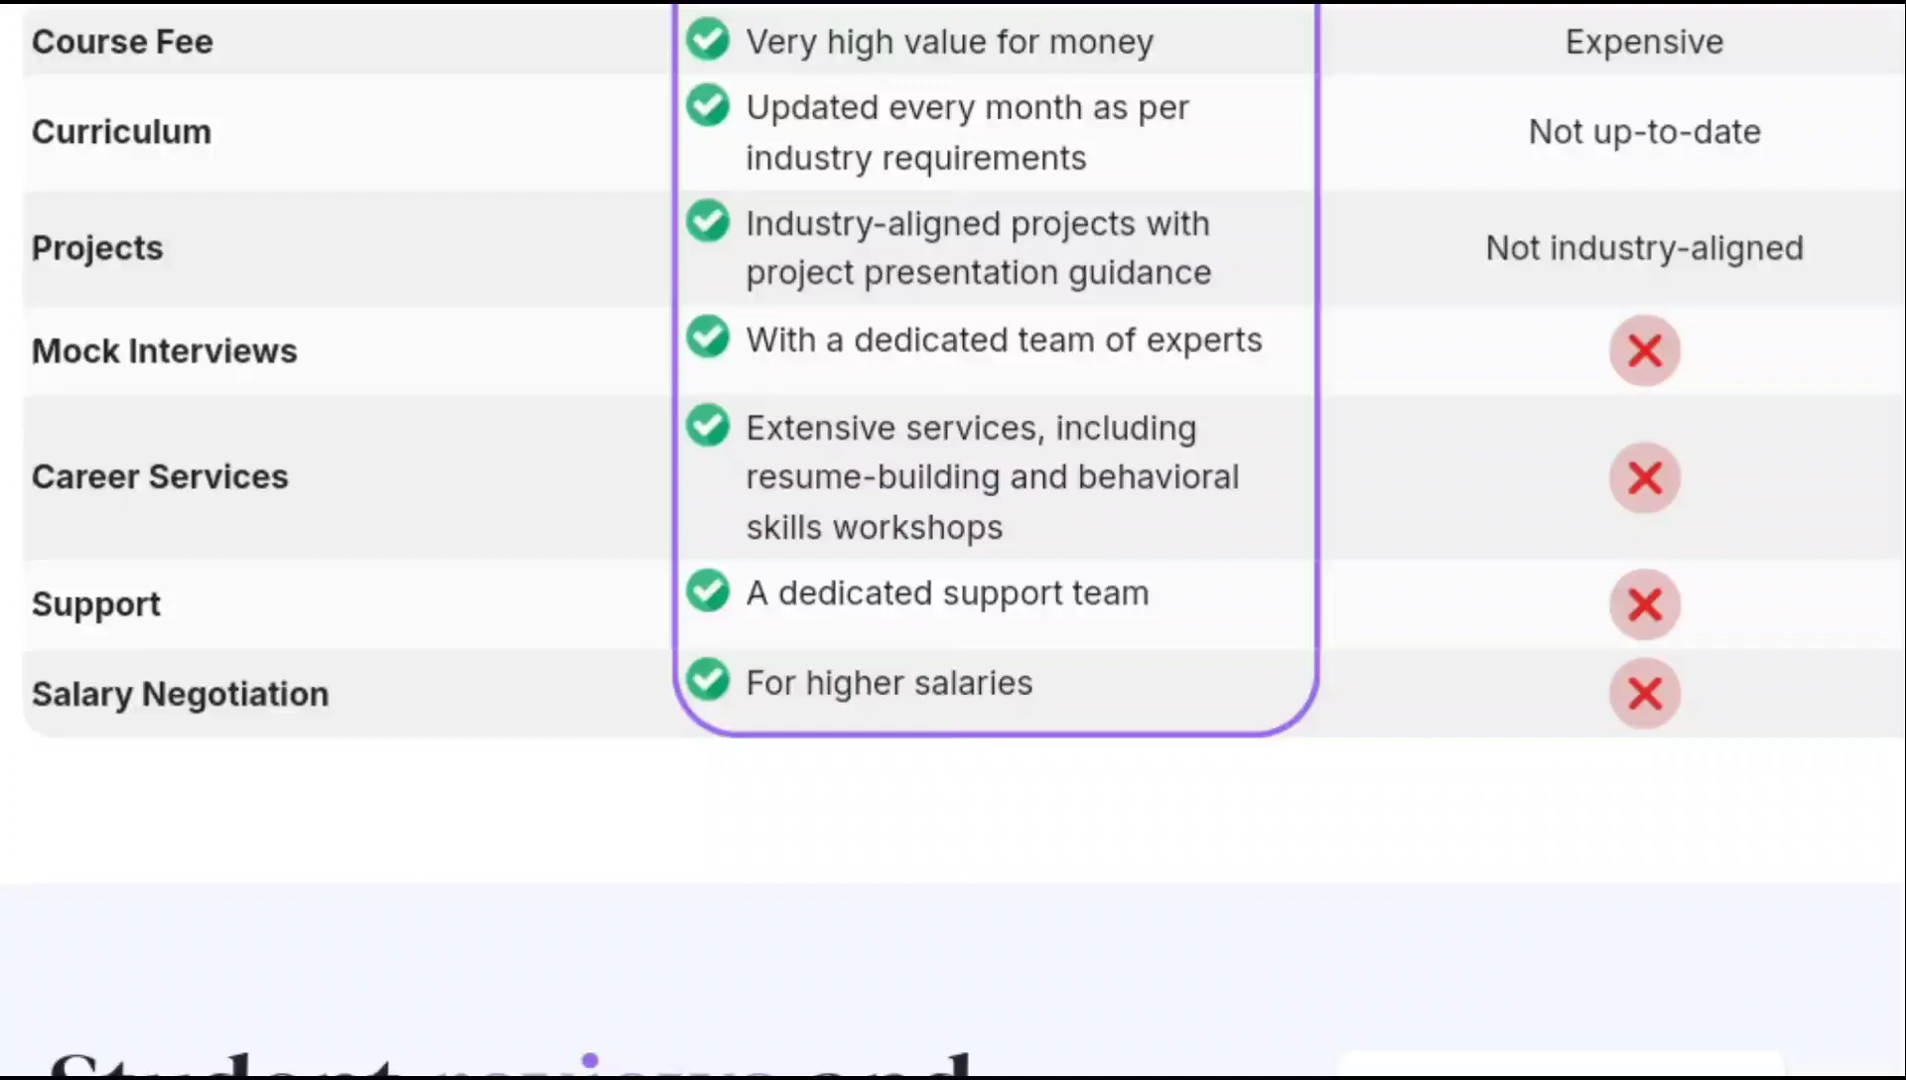 Course Fee
Very high value for money
Expensive
Curriculum
Updated every month as per
industry requirements
Not up-to-date
Projects
Industry-aligned projects with
project presentation guidance
Not industry-aligned
Mock Interviews
With a dedicated team of experts
Career Services
Extensive services, including
resume-building and behavioral
skills workshops
Support
A dedicated support team
Salary Negotiation
For higher salaries
Student reviews and